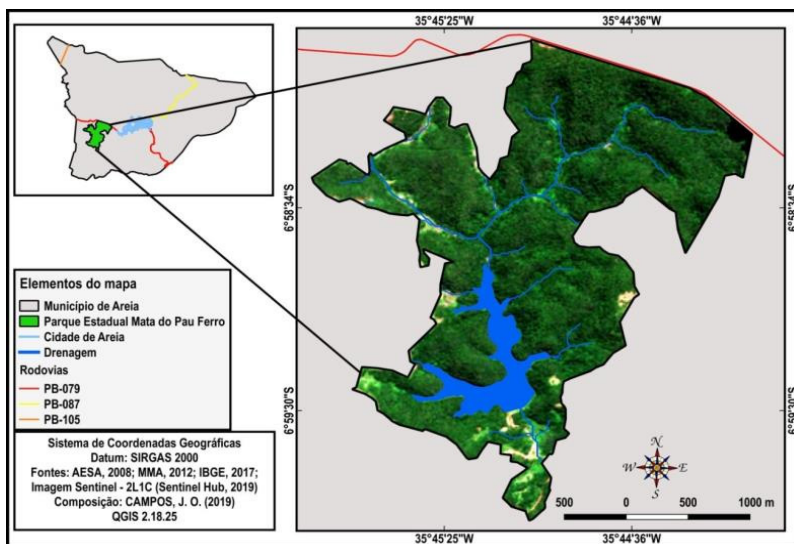 35°45'25"W
35°44'36"W
6°58'34"S
6°58'34"S
6°59'30"S
6°59'30"S
Elementos do mapa
Município de Areia
Parque Estadual Mata do Pau Ferro
Cidade de Areia
Drenagem
Rodovias
PB-079
PB-087
PB-105
Sistema de Coordenadas Geográficas
Datum: SIRGAS 2000
Fontes: AESA, 2008; MMA, 2012; IBGE, 2017;
Imagem Sentinel - 2L1C (Sentinel Hub, 2019)
Composição: CAMPOS, J. O. (2019)
QGIS 2.18.25
N
W E
S
500 0 500 1000 m
35°45'25"W
35°44'36"W